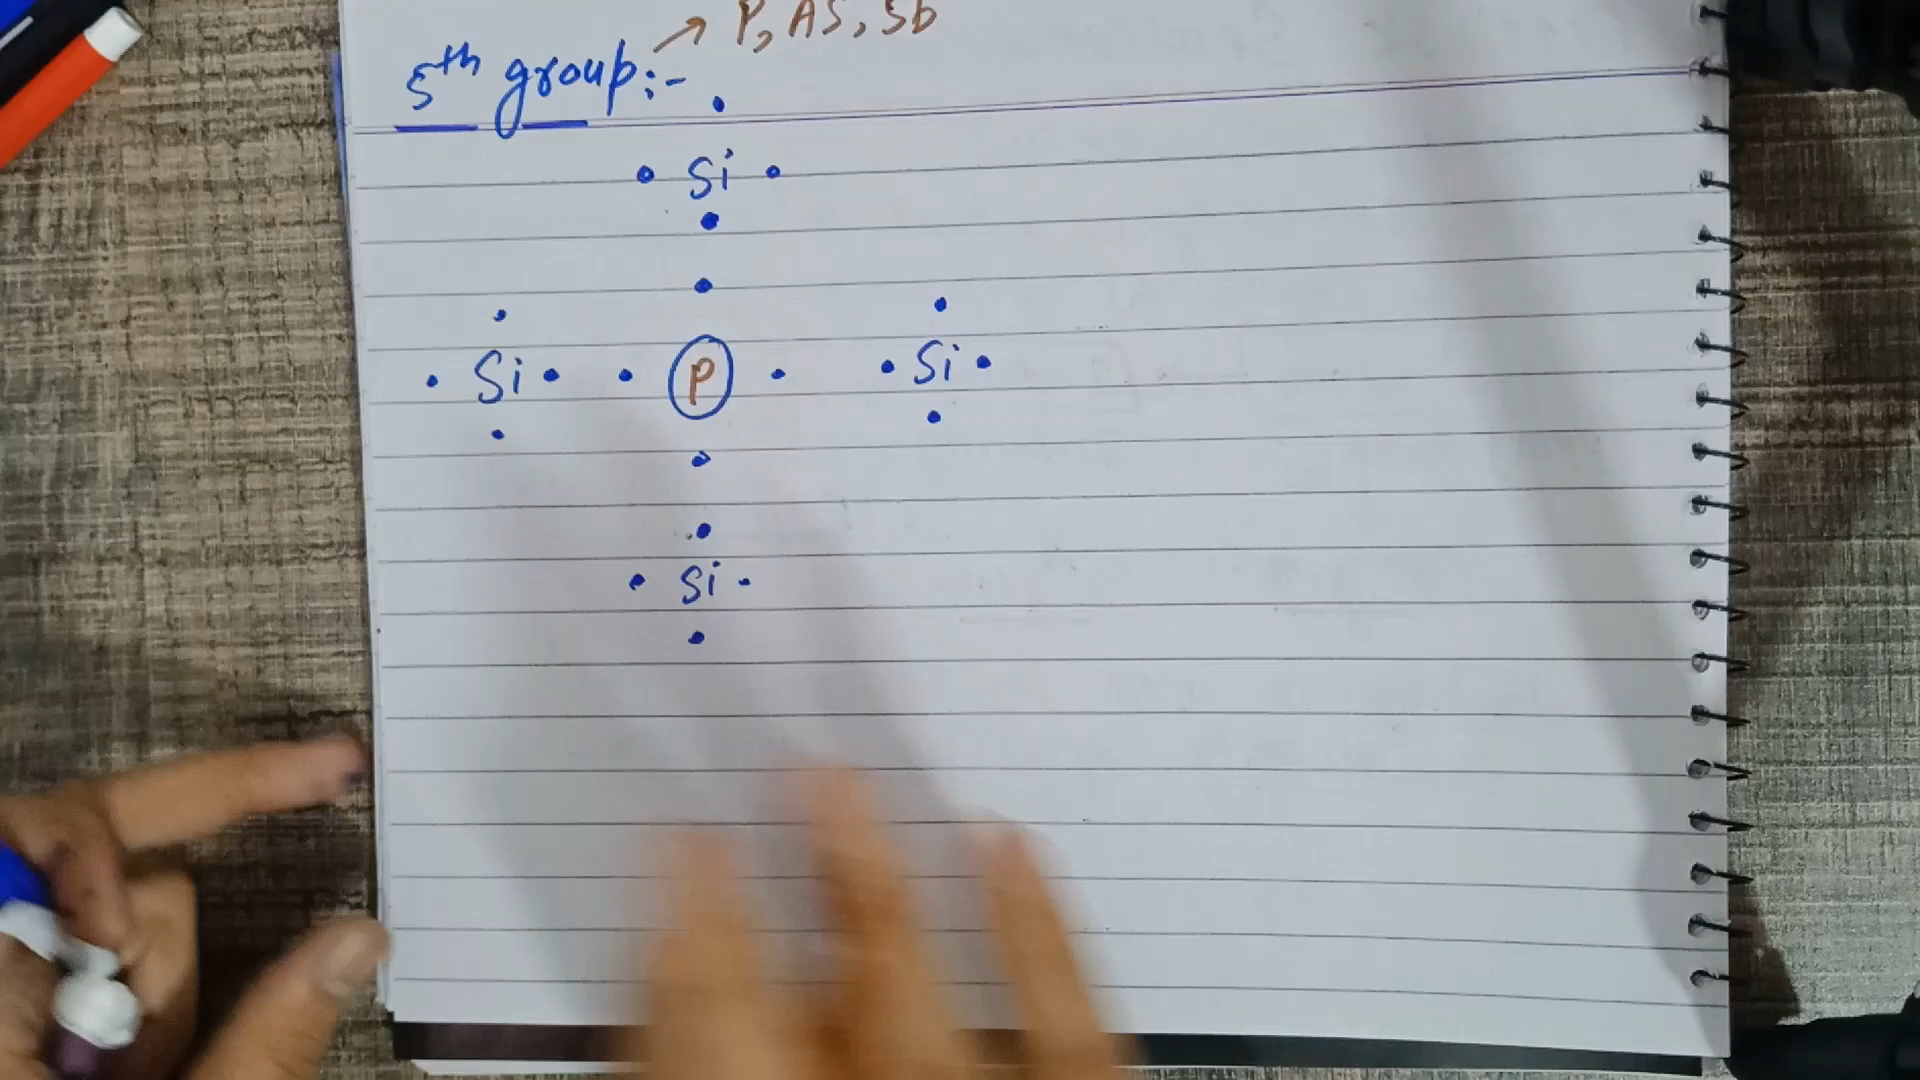 P, AS, Sb
5th group:-
Si
Si P Si
Si